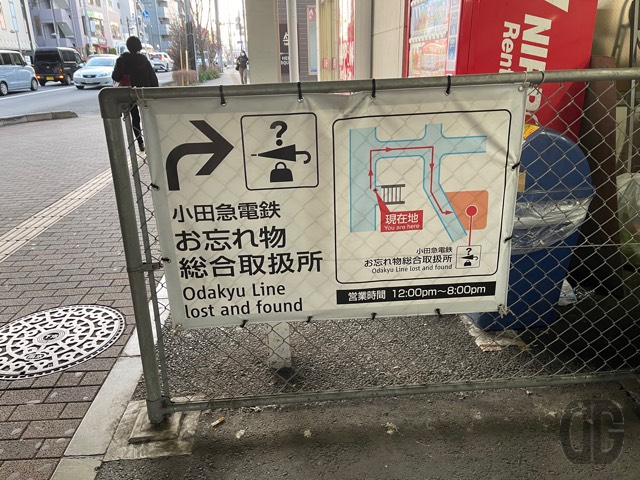 小田急電鉄
お忘れ物
総合取扱所
Odakyu Line
lost and found
?
現在地
You are here
小田急電鉄
お忘れ物総合取扱所
Odakyu Line lost and found
営業時間 12:00pm～8:00pm
NIPPO
Rent